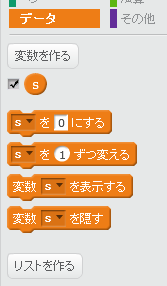 データ
その他
変数を作る
s
s を 0 にする
s を 1 ずつ変える
変数 s を表示する
変数 s を隠す
リストを作る